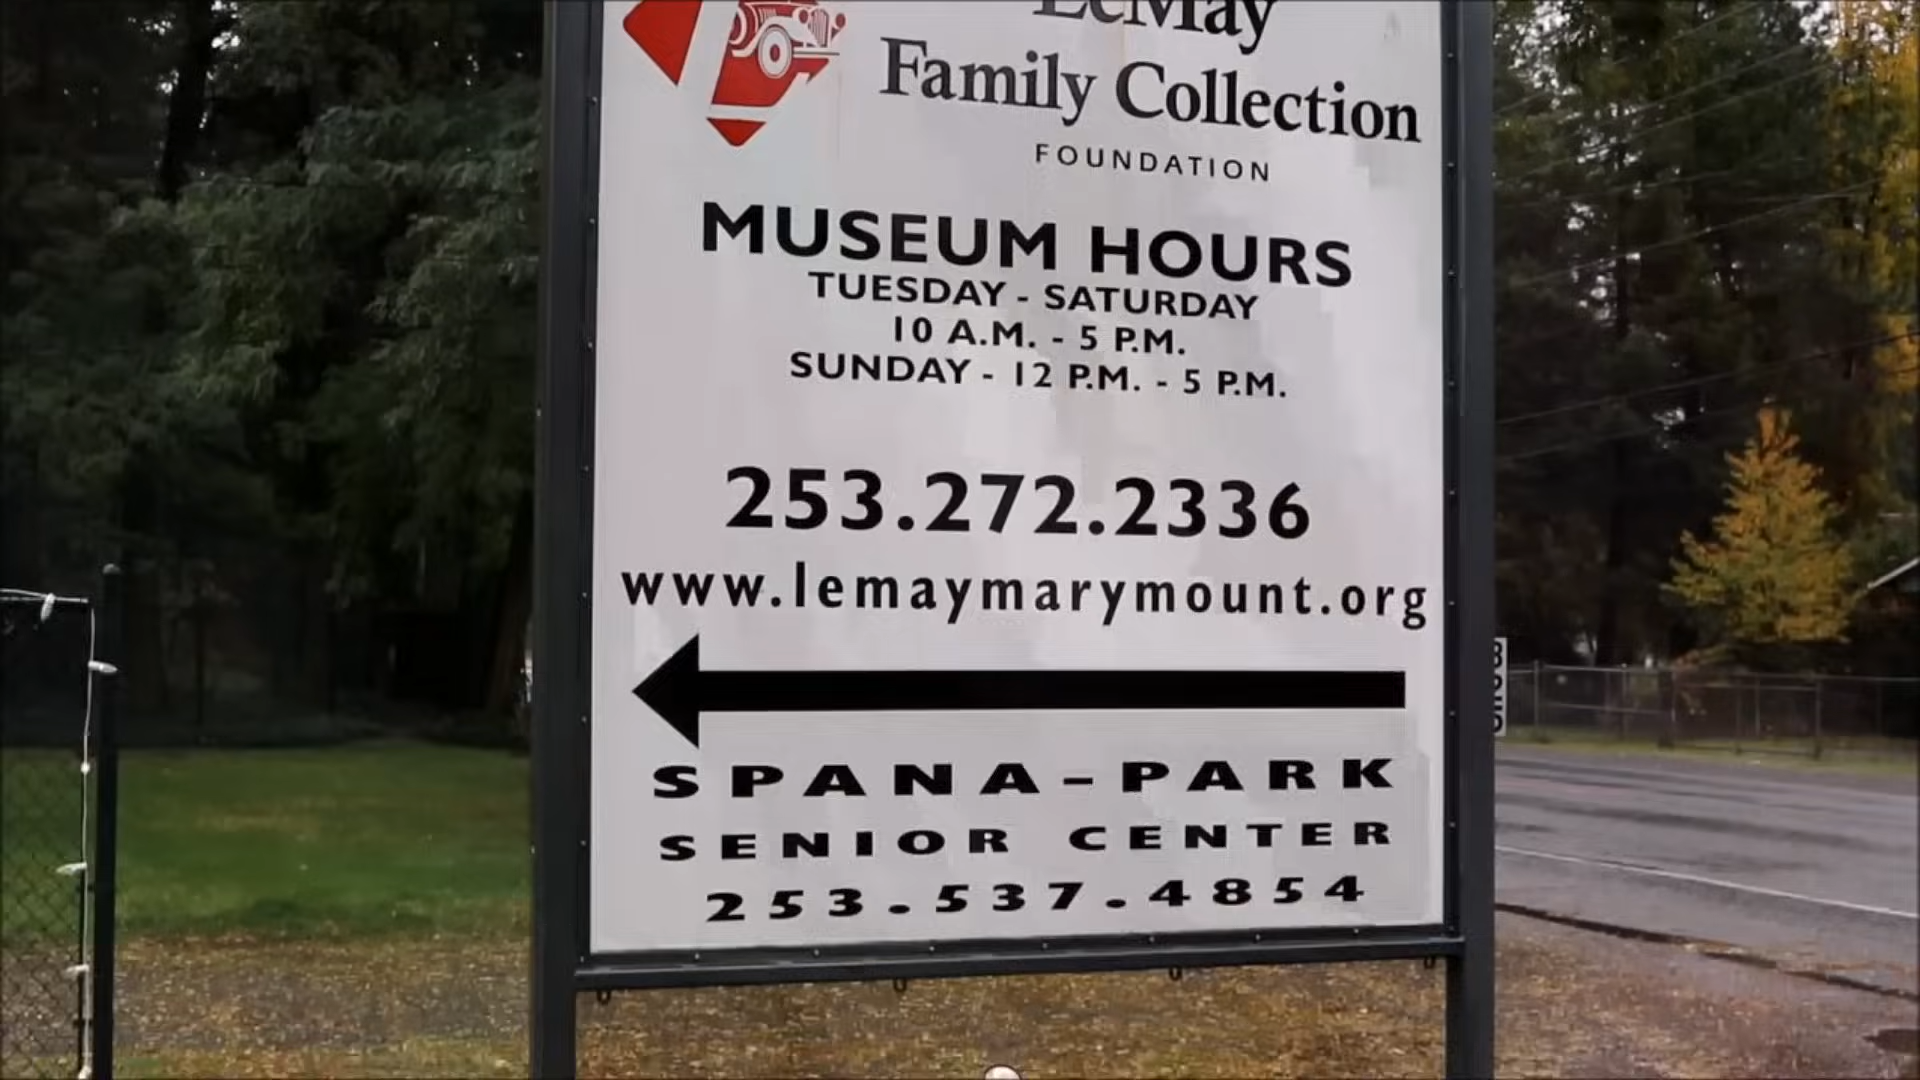 LeMay
Family Collection
FOUNDATION
MUSEUM HOURS
TUESDAY - SATURDAY
10 A.M. - 5 P.M.
SUNDAY - 12 P.M. - 5 P.M.
253.272.2336
www.lemaymarymount.org
SPANA-PARK
SENIOR CENTER
253.537.4854